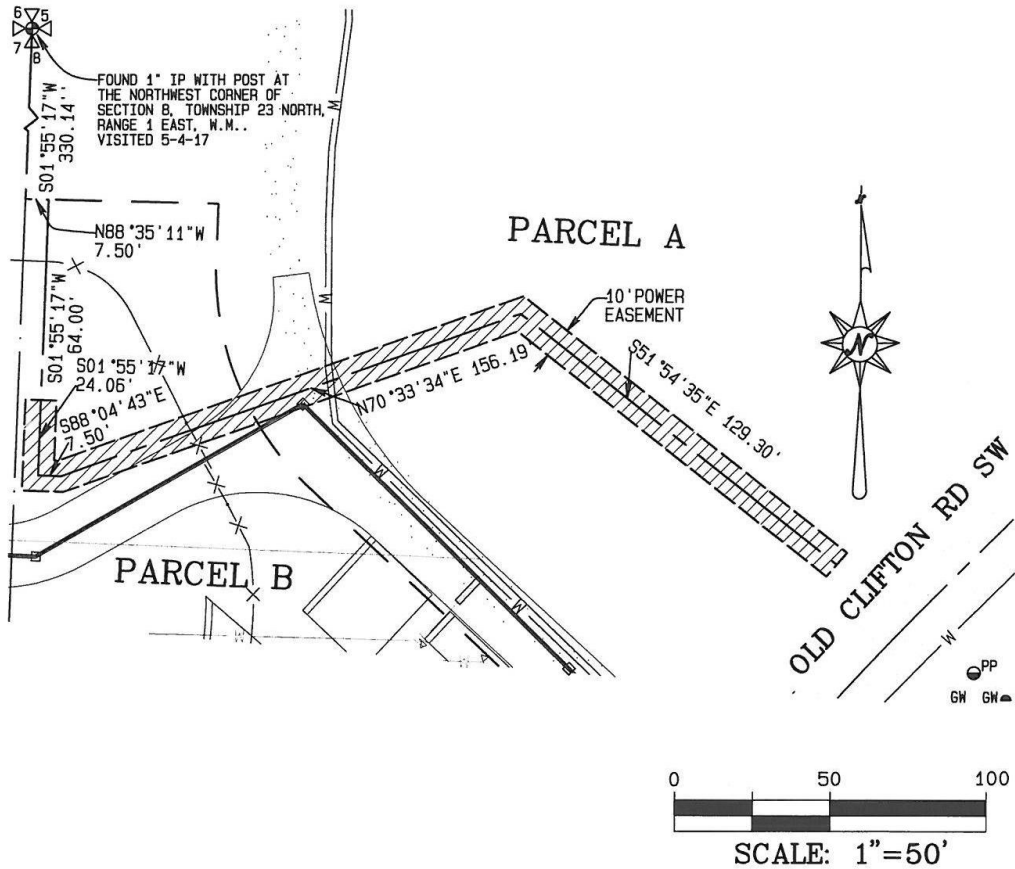 6 5
7 8
FOUND 1" IP WITH POST AT
THE NORTHWEST CORNER OF
SECTION 8, TOWNSHIP 23 NORTH,
RANGE 1 EAST, W.M..
VISITED 5-4-17
S01°55'17"W
330.14''
N88°35'11"W
7.50'
S01°55'17"W
64.00'
S01°55'17"W
24.06'
S88°04'43"E
7.50'
PARCEL A
10' POWER
EASEMENT
N70°33'34"E 156.19
S51°54'35"E 129.30'
N
PARCEL B
OLD CLIFTON RD SW
W
W
W
W
W
W
PP
GW GW
0 50 100
SCALE: 1"=50'